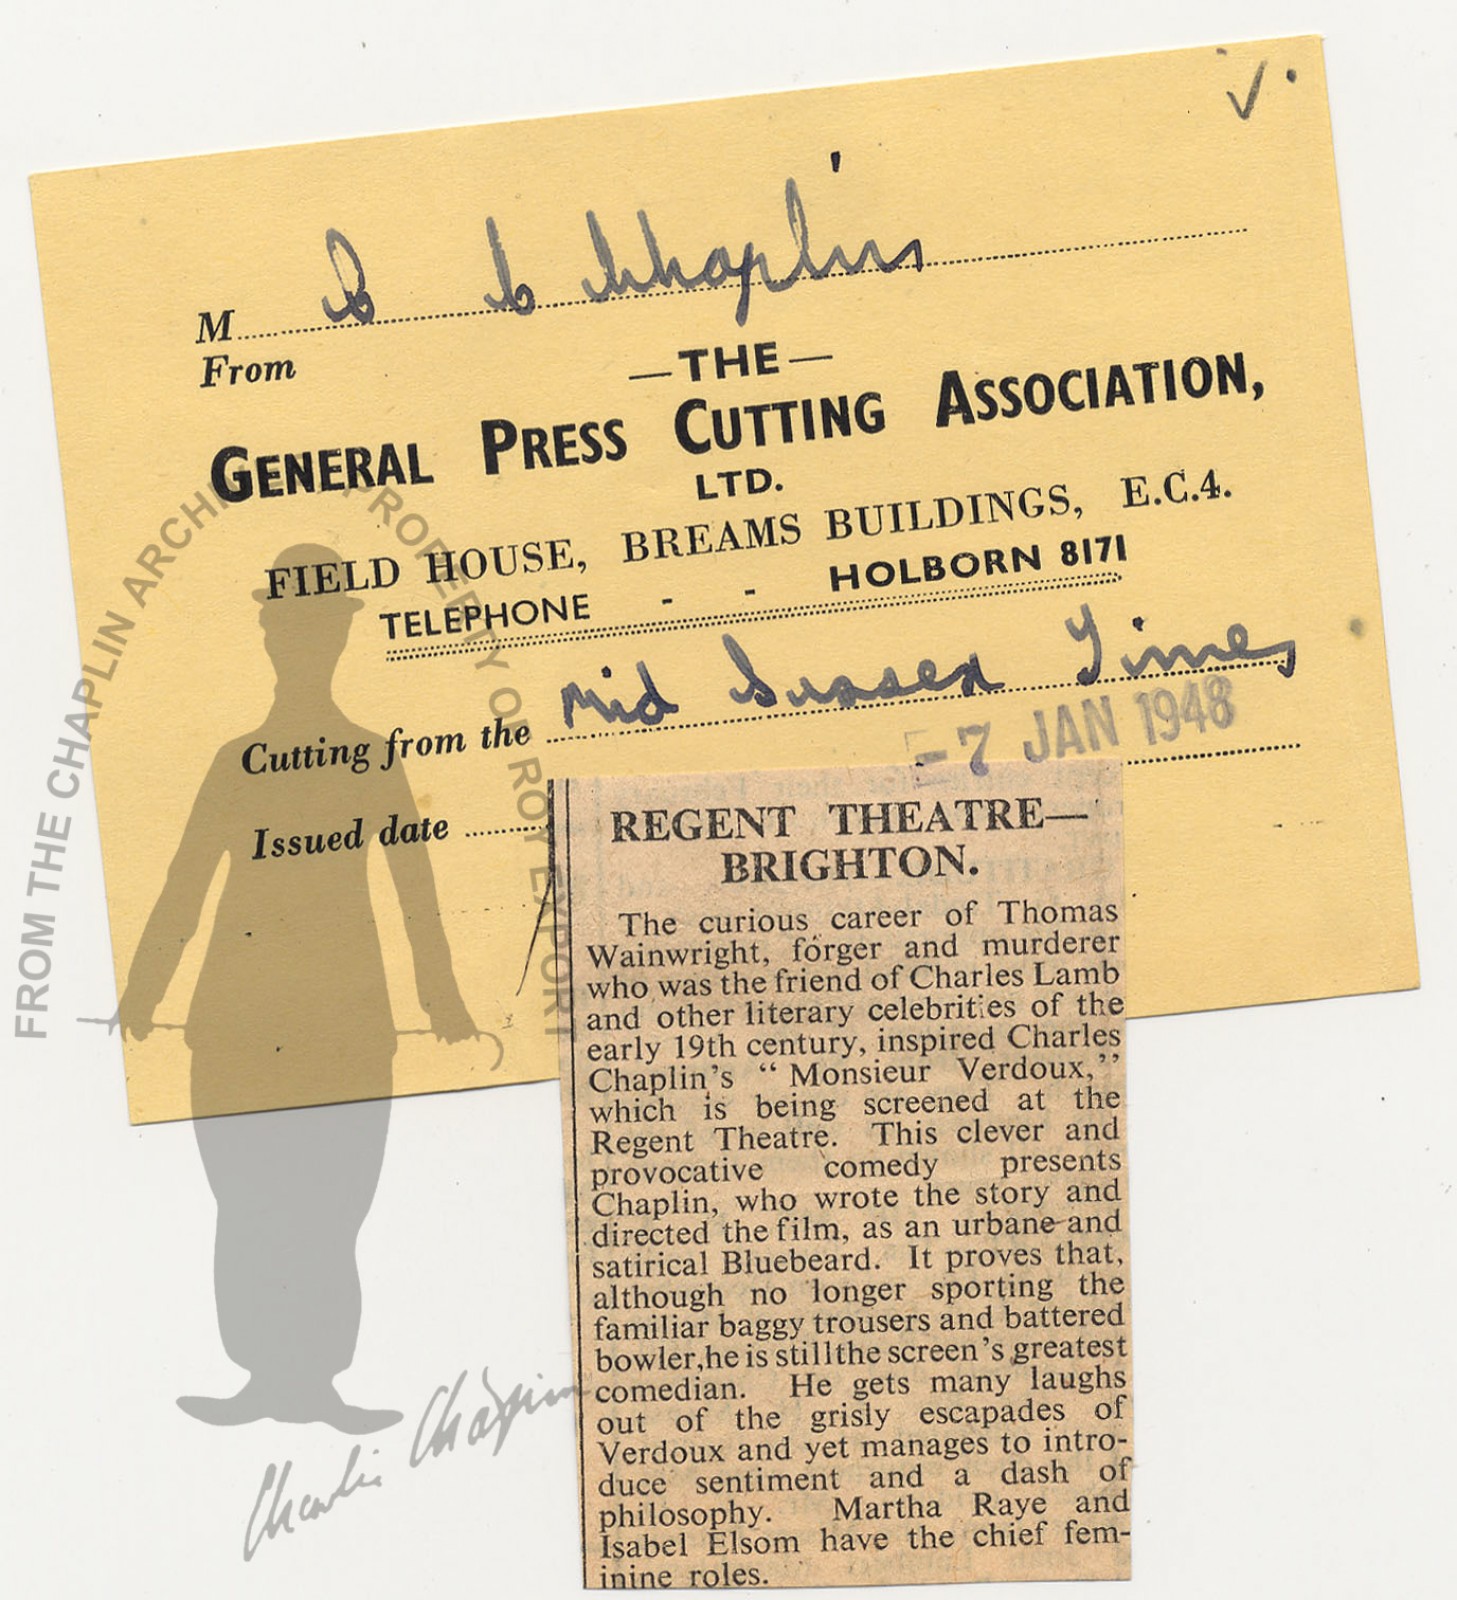 M C C Chaplin
From
—THE—
GENERAL PRESS CUTTING ASSOCIATION,
LTD.
FIELD HOUSE, BREAMS BUILDINGS, E.C.4.
TELEPHONE - - HOLBORN 8171
Cutting from the Mid Sussex Times
-7 JAN 1948
Issued date
REGENT THEATRE—
BRIGHTON.
The curious career of Thomas
Wainwright, forger and murderer
who was the friend of Charles Lamb
and other literary celebrities of the
early 19th century, inspired Charles
Chaplin's “ Monsieur Verdoux,”
which is being screened at the
Regent Theatre. This clever and
provocative comedy presents
Chaplin, who wrote the story and
directed the film, as an urbane and
satirical Bluebeard. It proves that,
although no longer sporting the
familiar baggy trousers and battered
bowler,he is still the screen's greatest
comedian. He gets many laughs
out of the grisly escapades of
Verdoux and yet manages to intro-
duce sentiment and a dash of
philosophy. Martha Raye and
Isabel Elsom have the chief fem-
inine roles.
FROM THE CHAPLIN ARCHIVES PROPERTY OF ROY EXPORT
Charlie Chaplin